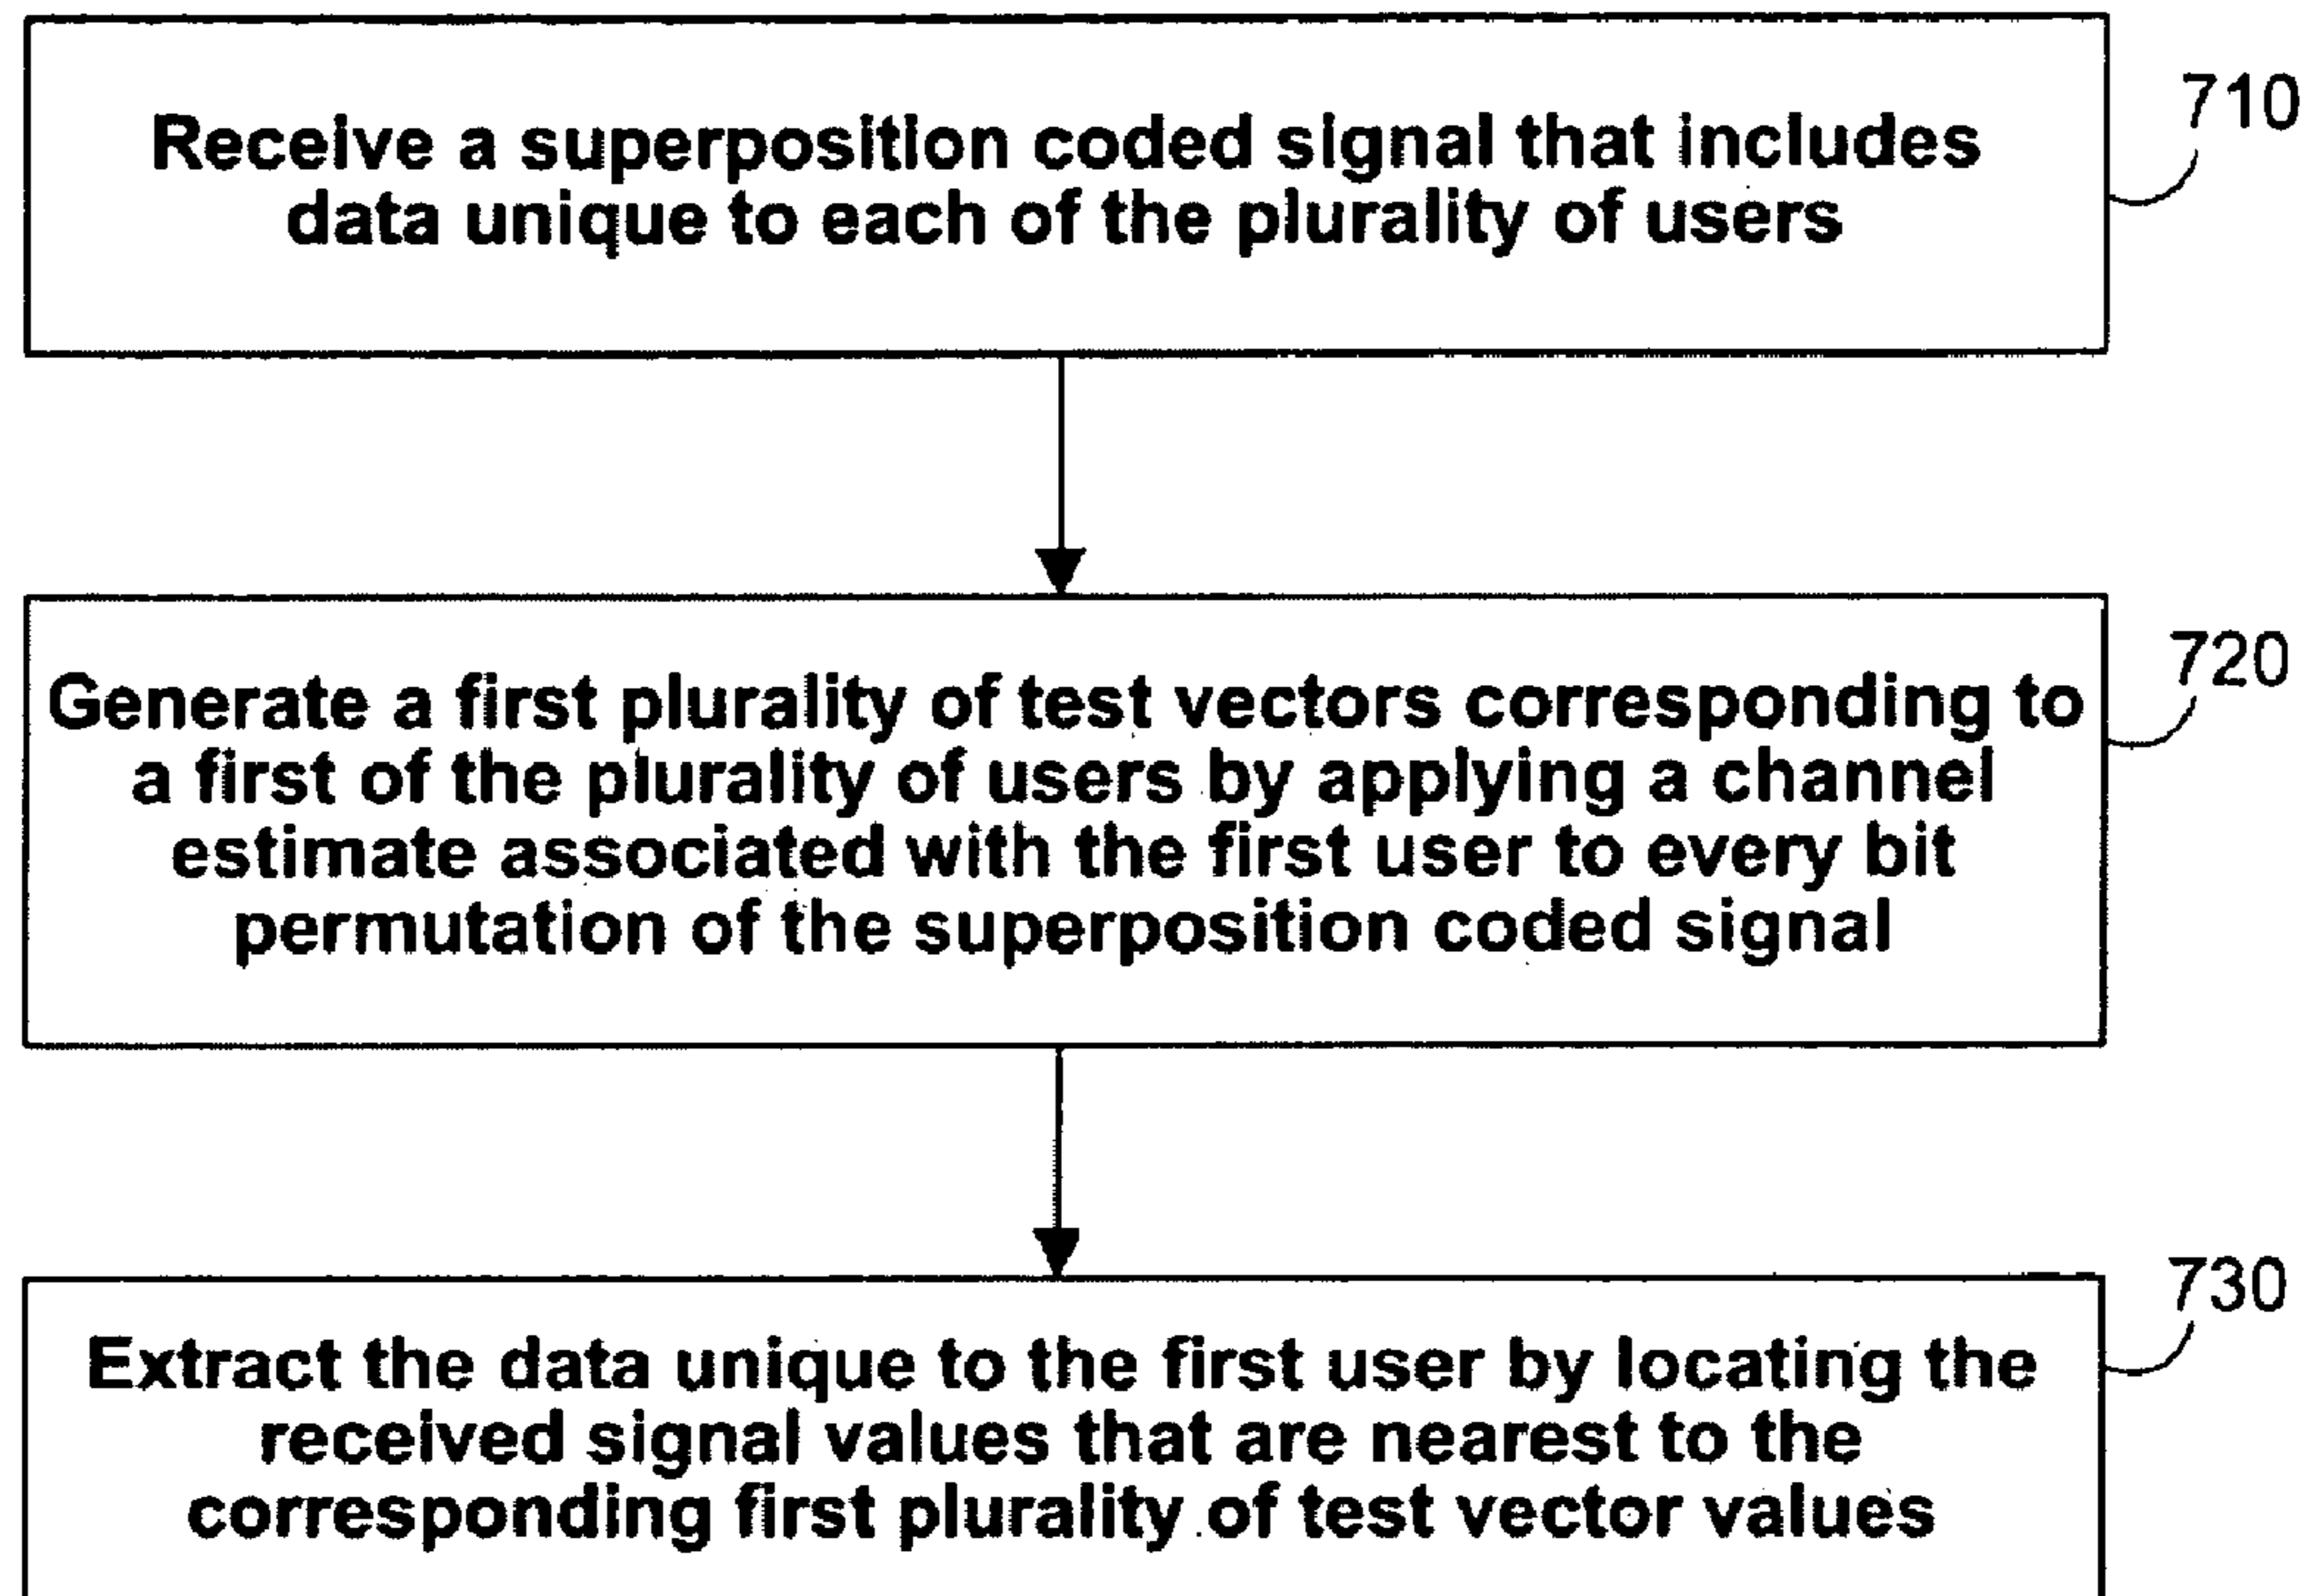 Receive a superposition coded signal that includes
data unique to each of the plurality of users
710
Generate a first plurality of test vectors corresponding to
a first of the plurality of users by applying a channel
estimate associated with the first user to every bit
permutation of the superposition coded signal
720
Extract the data unique to the first user by locating the
received signal values that are nearest to the
corresponding first plurality of test vector values
730